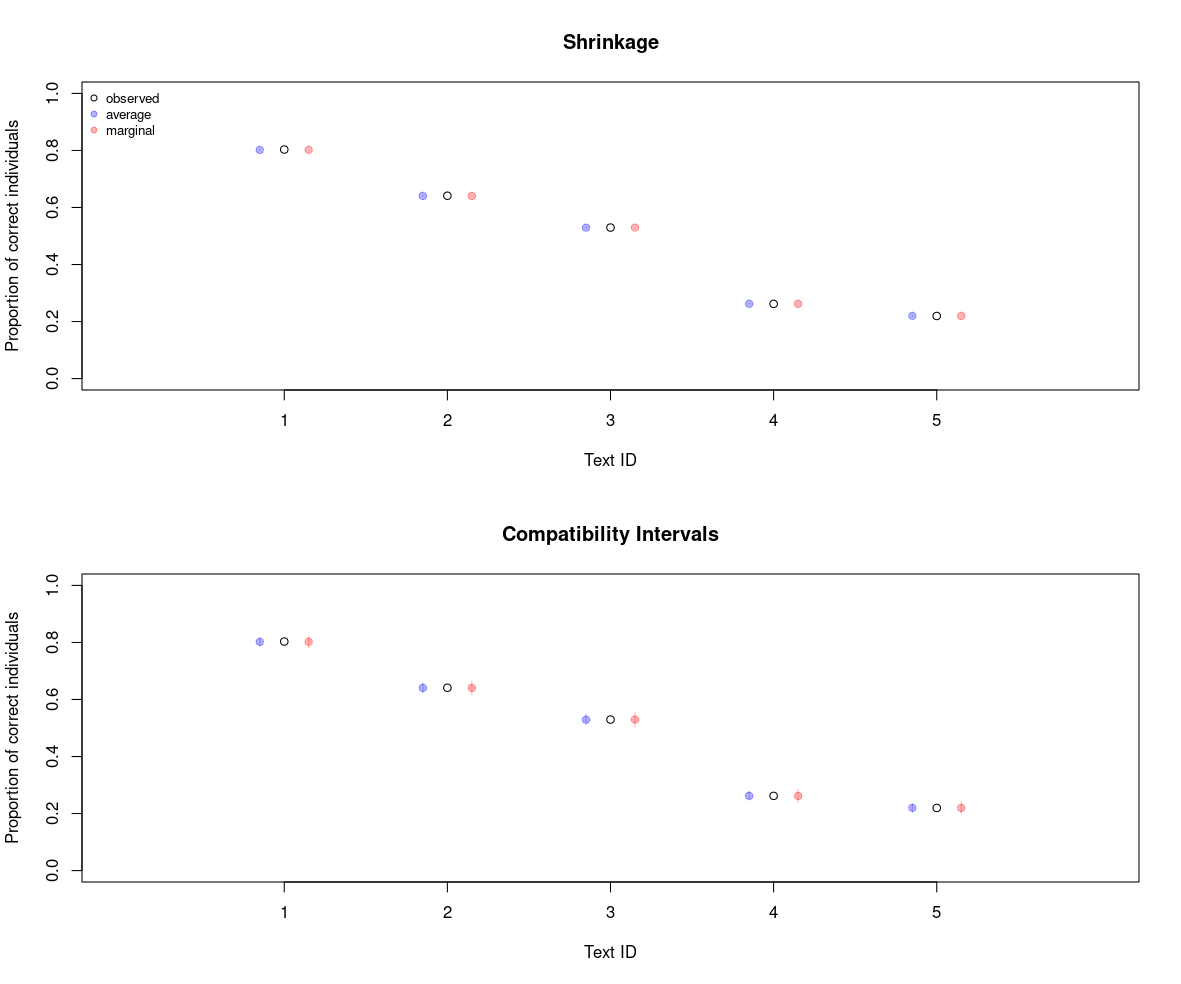 Shrinkage
Proportion of correct individuals
1.0
0.8
0.6
0.4
0.2
0.0
observed
average
marginal
1 2 3 4 5
Text ID
Compatibility Intervals
Proportion of correct individuals
1.0
0.8
0.6
0.4
0.2
0.0
1 2 3 4 5
Text ID